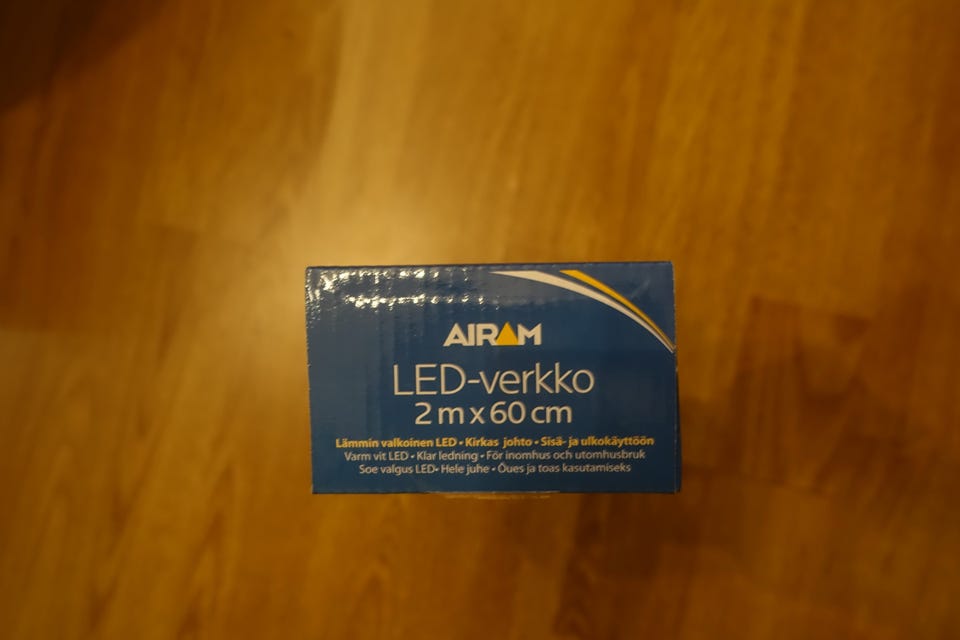 AIRAM
LED-verkko
2 m x 60 cm
Lämmin valkoinen LED • Kirkas johto • Sisä- ja ulkokäyttöön
Varm vit LED • Klar ledning • För inomhus och utomhusbruk
Soe valgus LED• Hele juhe • Õues ja toas kasutamiseks